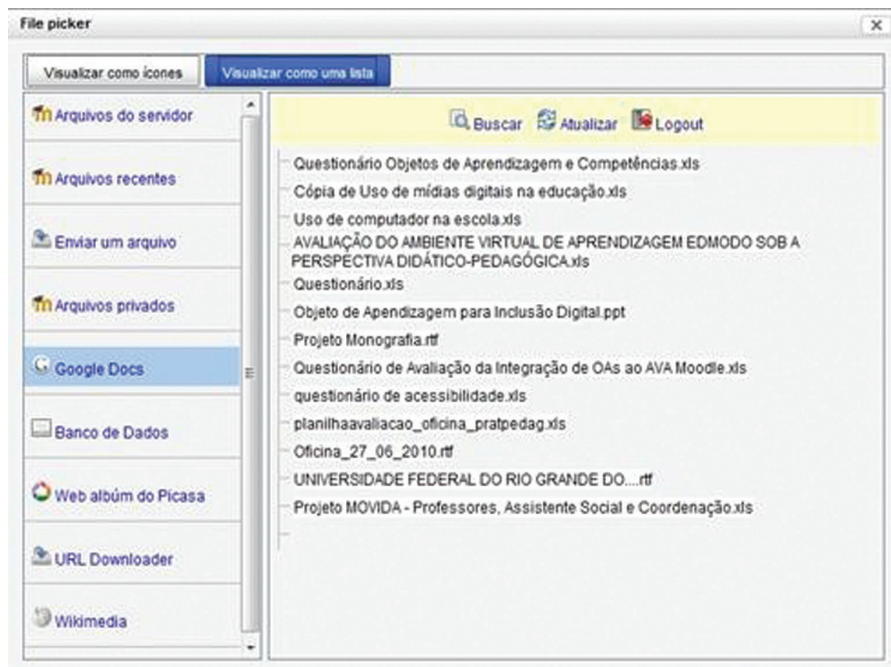 File picker
Visualizar como ícones
Visualizar como uma lista
Arquivos do servidor
Arquivos recentes
Enviar um arquivo
Arquivos privados
Google Docs
Banco de Dados
Web albúm do Picasa
URL Downloader
Wikimedia
Buscar
Atualizar
Logout
Questionário Objetos de Aprendizagem e Competências.xls
Cópia de Uso de mídias digitais na educação.xls
Uso de computador na escola.xls
AVALIAÇÃO DO AMBIENTE VIRTUAL DE APRENDIZAGEM EDMODO SOB A
PERSPECTIVA DIDÁTICO-PEDAGÓGICA.xls
Questionário.xls
Objeto de Apendizagem para Inclusão Digital.ppt
Projeto Monografia.rtf
Questionário de Avaliação da Integração de OAs ao AVA Moodle.xls
questionário de acessibilidade.xls
planilhaavaliacao_oficina_pratpedag.xls
Oficina_27_06_2010.rtf
UNIVERSIDADE FEDERAL DO RIO GRANDE DO....rtf
Projeto MOVIDA - Professores, Assistente Social e Coordenação.xls